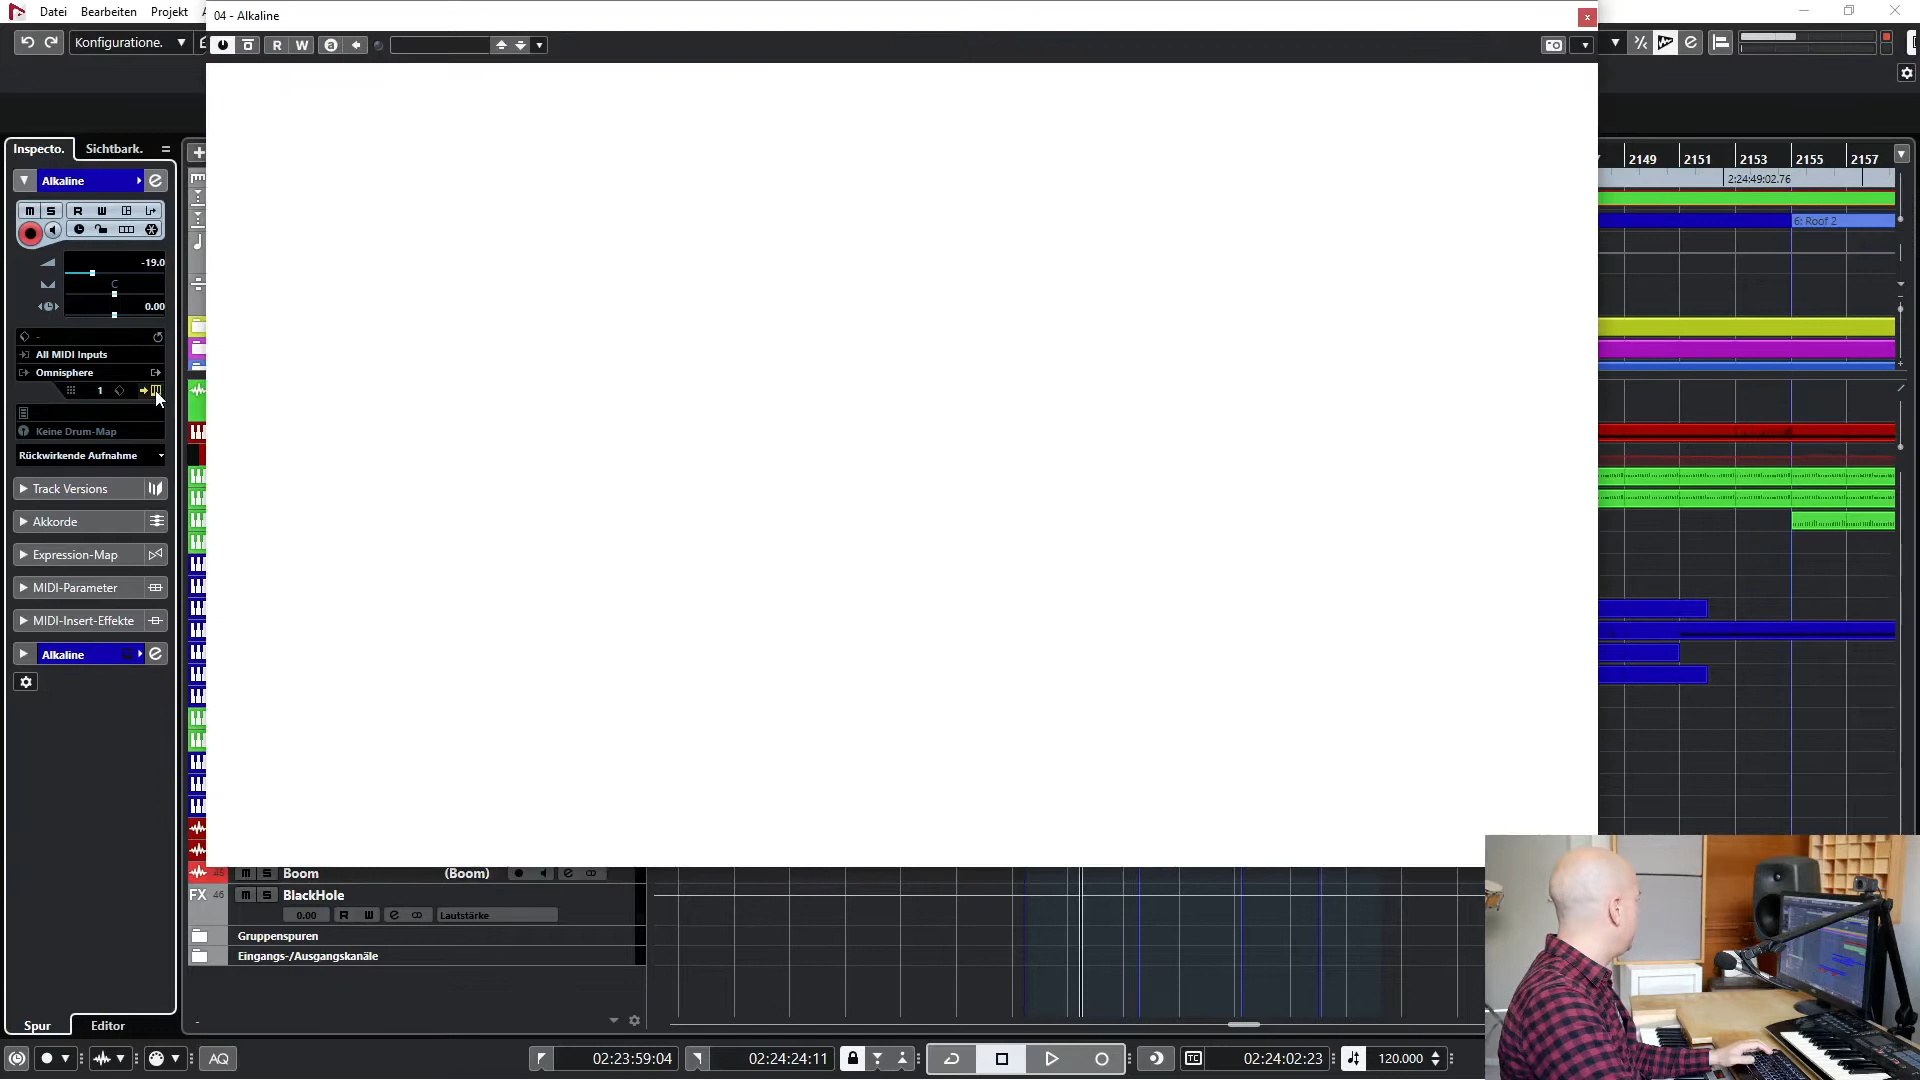 Datei Bearbeiten Projekt
04 - Alkaline
x
Konfiguratione.
R W a
Inspecto. Sichtbark.
2149 2151 2153 2155 2157
2:24:49:02.76
Alkaline e
M S R W
6: Roof 2
-19.0
C
0.00
-
All MIDI Inputs
Omnisphere
1
Keine Drum-Map
Rückwirkende Aufnahme
Track Versions
Akkorde
Expression-Map
MIDI-Parameter
MIDI-Insert-Effekte
Alkaline e
45 M S Boom (Boom) e
FX 46 M S BlackHole
0.00 R W e Lautstärke
Gruppenspuren
Eingangs-/Ausgangskanäle
Spur Editor
AQ 02:23:59:04 02:24:24:11 TC 02:24:02:23 120.000